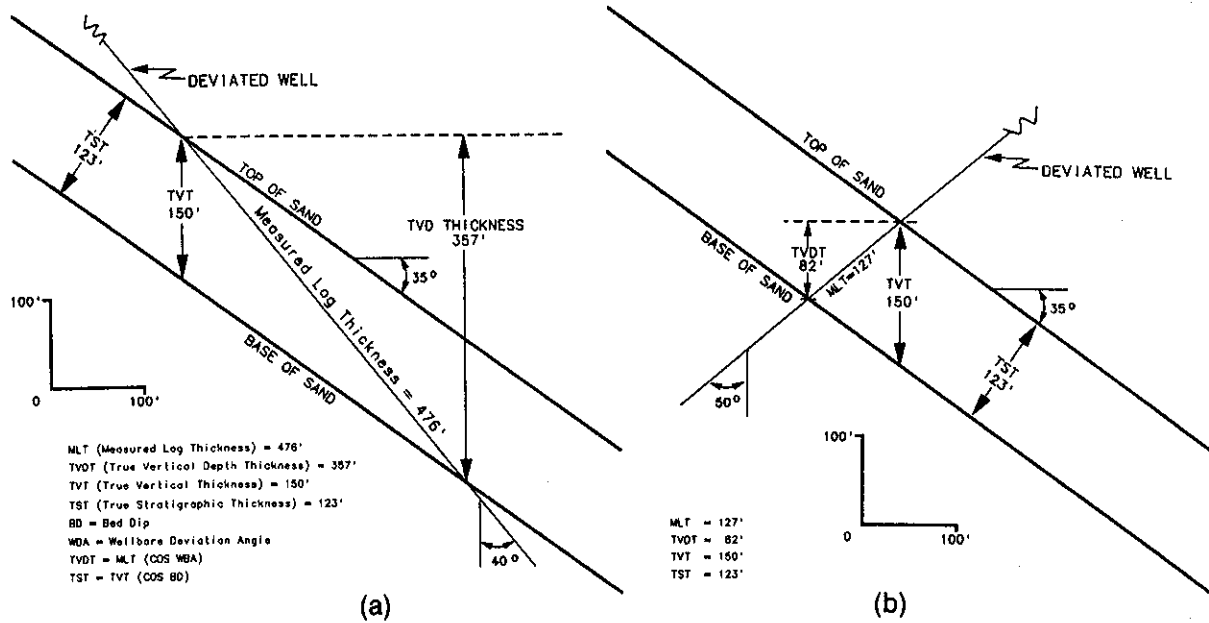 DEVIATED WELL
TST
123'
TVT
150'
TOP OF SAND
Measured Log Thickness = 476'
TVD THICKNESS
357'
35°
BASE OF SAND
100'
0
100'
40°
MLT (Measured Log Thickness) = 476'
TVDT (True Vertical Depth Thickness) = 357'
TVT (True Vertical Thickness) = 150'
TST (True Stratigraphic Thickness) = 123'
BD = Bed Dip
WDA = Wellbore Deviation Angle
TVDT = MLT (COS WBA)
TST = TVT (COS BD)
(a)
DEVIATED WELL
TOP OF SAND
BASE OF SAND
TVDT
82'
MLT=127'
TVT
150'
35°
TST
123'
50°
100'
0
100'
MLT = 127'
TVDT = 82'
TVT = 150'
TST = 123'
(b)